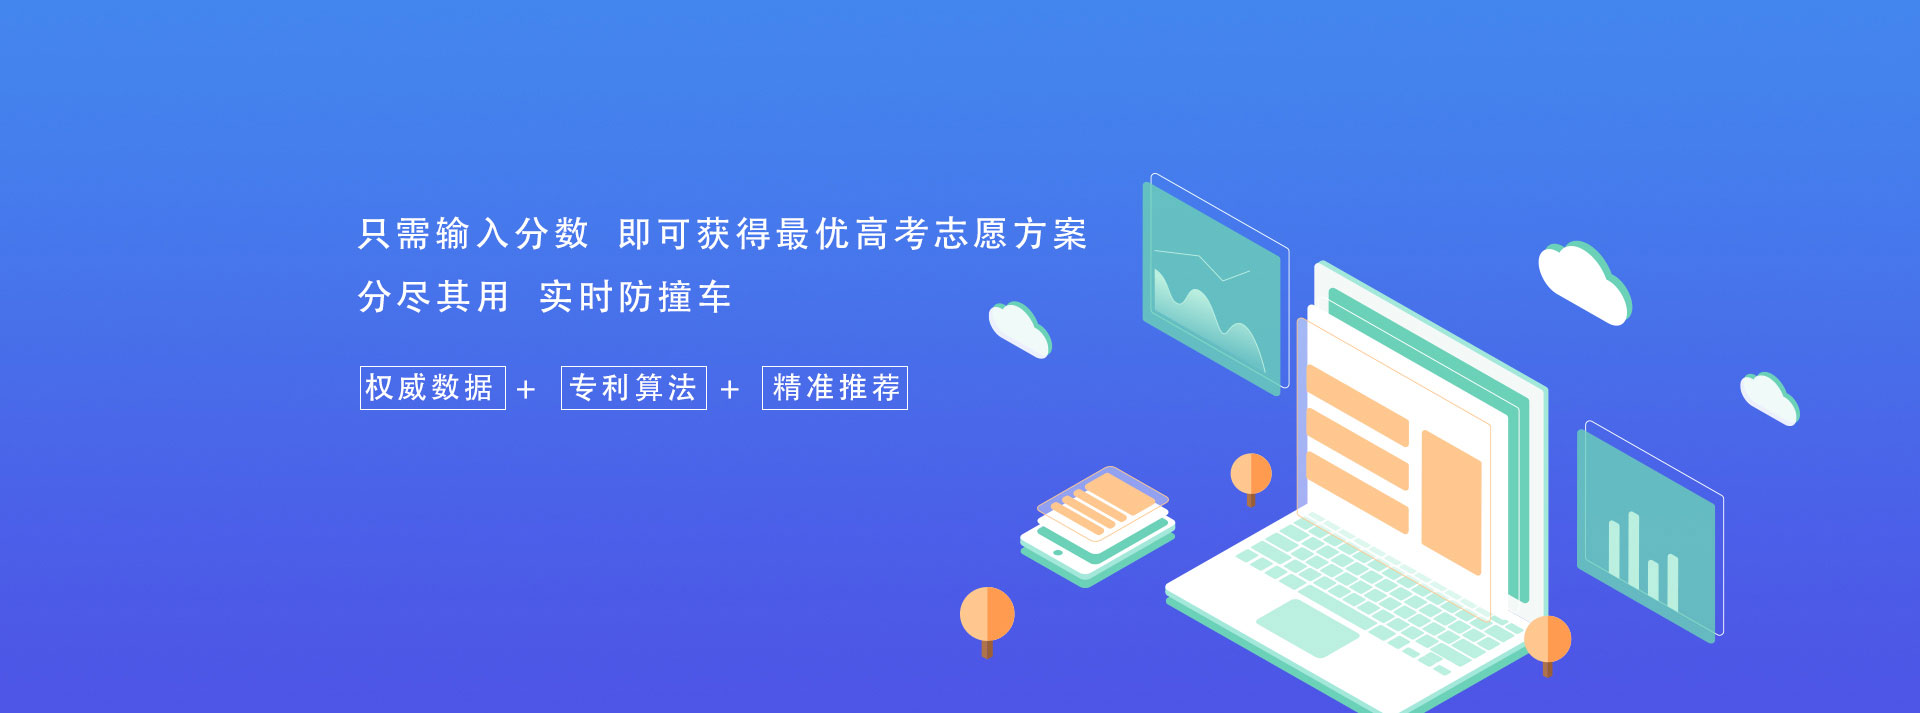 只需输入分数 即可获得最优高考志愿方案
分尽其用 实时防撞车
权威数据 + 专利算法 + 精准推荐